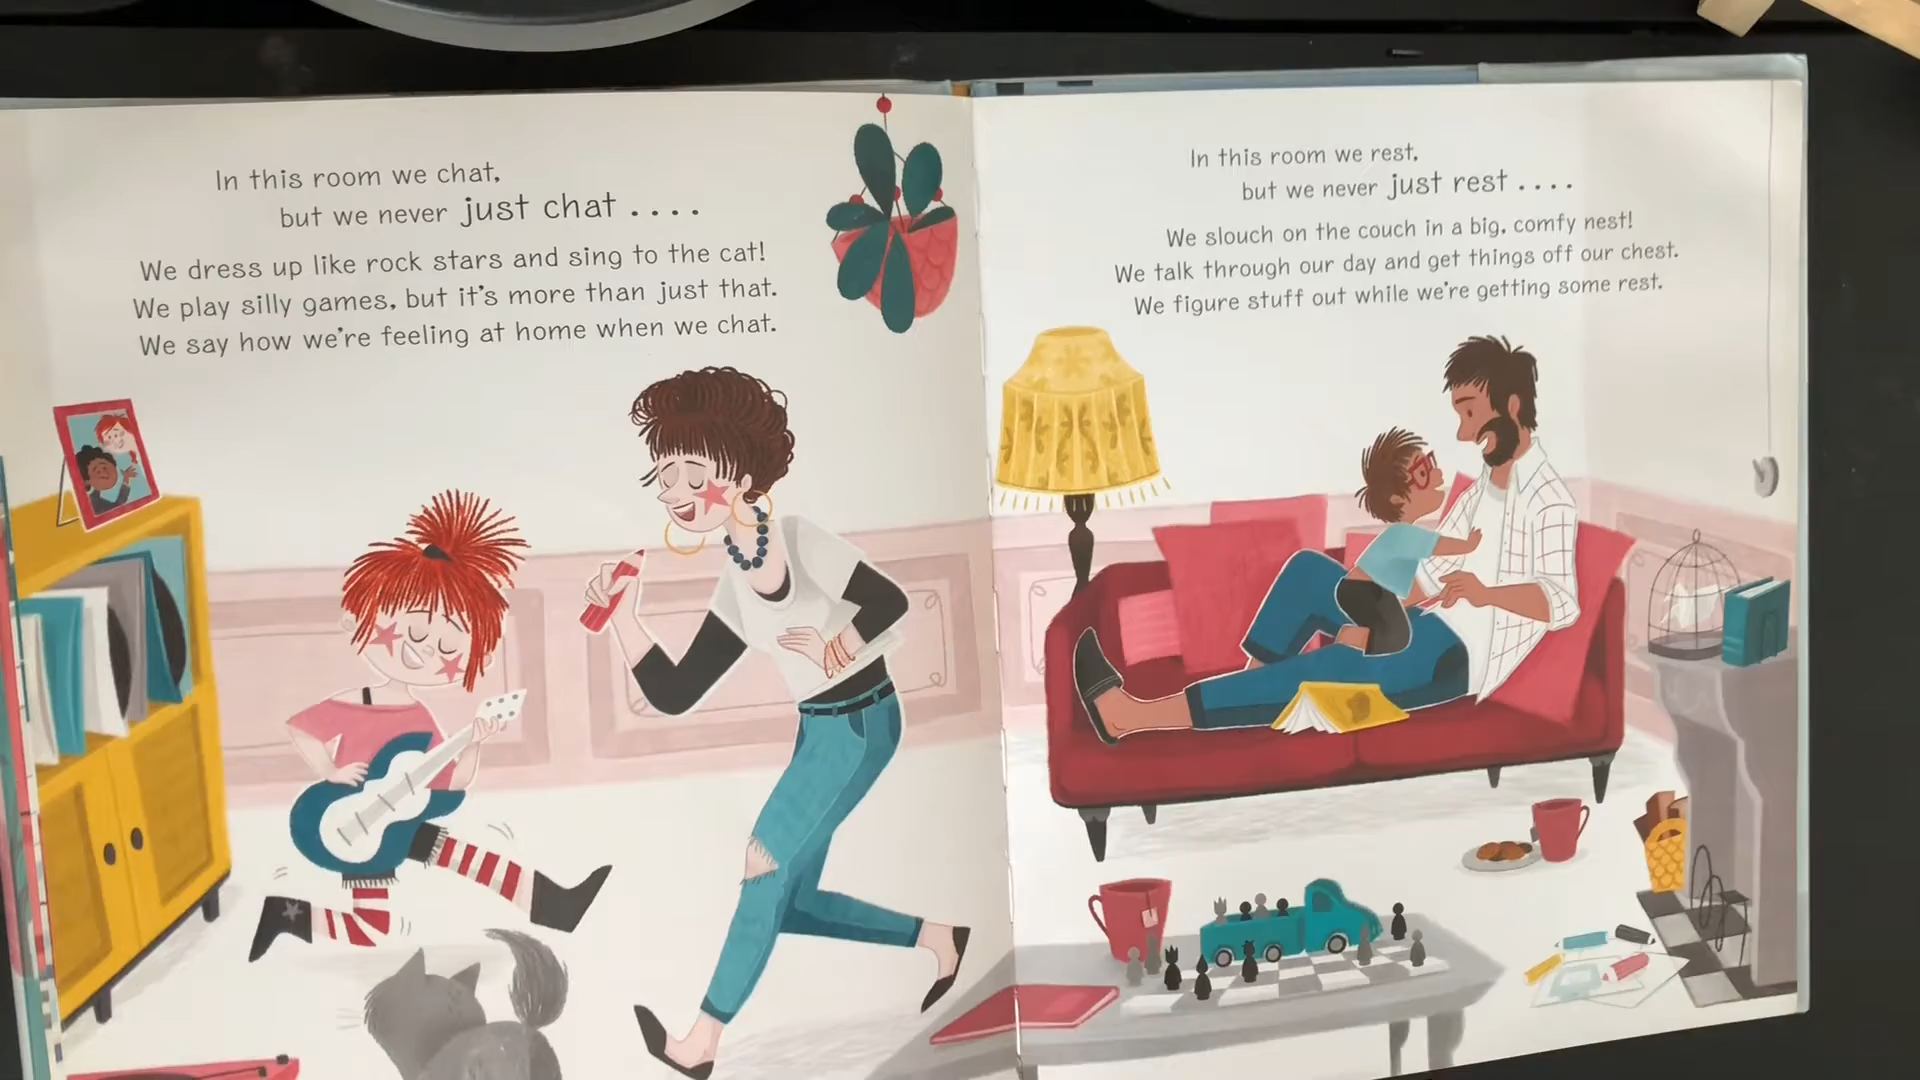 In this room we chat,
but we never just chat ....
We dress up like rock stars and sing to the cat!
We play silly games, but it's more than just that.
We say how we're feeling at home when we chat.
In this room we rest,
but we never just rest ....
We slouch on the couch in a big, comfy nest!
We talk through our day and get things off our chest.
We figure stuff out while we're getting some rest.